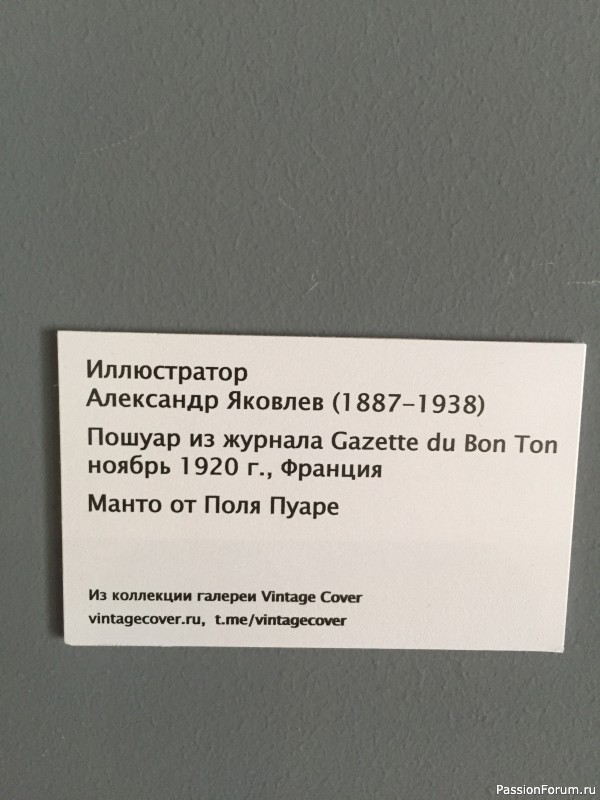 Иллюстратор
Александр Яковлев (1887–1938)
Пошуар из журнала Gazette du Bon Ton
ноябрь 1920 г., Франция
Манто от Поля Пуаре
Из коллекции галереи Vintage Cover
vintagecover.ru, t.me/vintagecover
PassionForum.ru